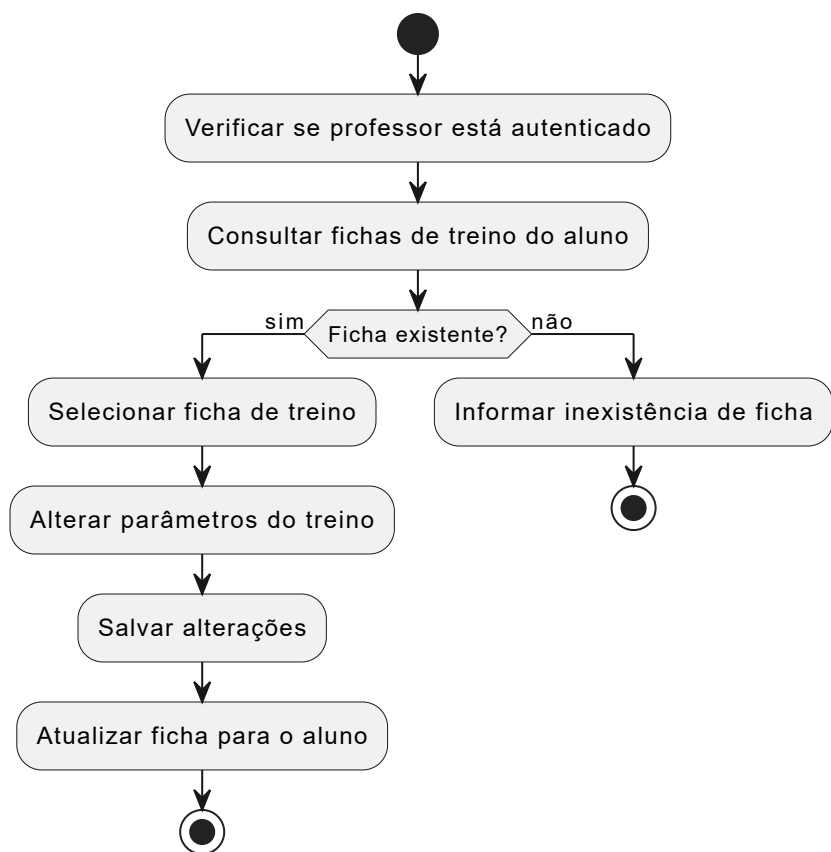 Verificar se professor está autenticado
Consultar fichas de treino do aluno
sim
Ficha existente?
não
Selecionar ficha de treino
Informar inexistência de ficha
Alterar parâmetros do treino
Salvar alterações
Atualizar ficha para o aluno